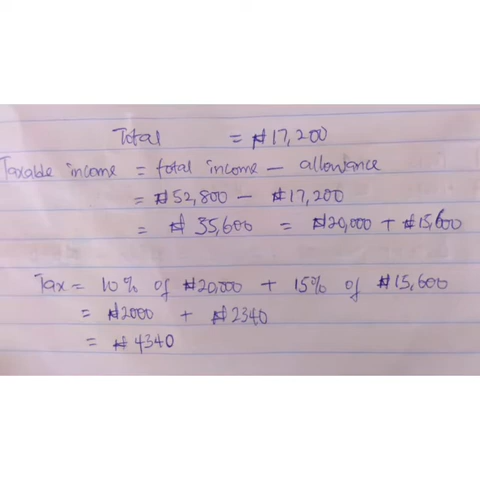 Total = ₦17,200
Taxable income = total income - allowance
= ₦52,800 - ₦17,200
= ₦35,600 = ₦20,000 + ₦15,600
Tax = 10% of ₦20,000 + 15% of ₦15,600
= ₦2000 + ₦2340
= ₦4340